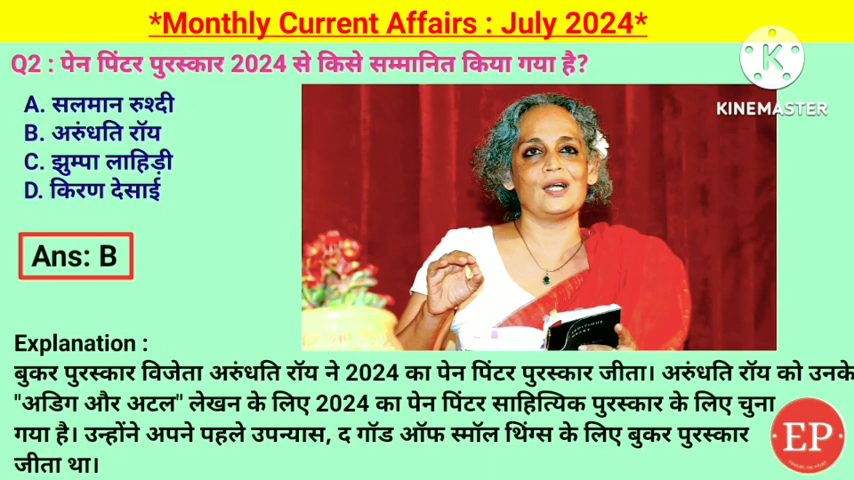 *Monthly Current Affairs : July 2024*
Q2 : पेन पिंटर पुरस्कार 2024 से किसे सम्मानित किया गया है?
A. सलमान रुश्दी
B. अरुंधति रॉय
C. झुम्पा लाहिड़ी
D. किरण देसाई
Ans: B
K
KINEMASTER
Explanation :
बुकर पुरस्कार विजेता अरुंधति रॉय ने 2024 का पेन पिंटर पुरस्कार जीता। अरुंधति रॉय को उनके
"अडिग और अटल" लेखन के लिए 2024 का पेन पिंटर साहित्यिक पुरस्कार के लिए चुना
गया है। उन्होंने अपने पहले उपन्यास, द गॉड ऑफ स्मॉल थिंग्स के लिए बुकर पुरस्कार
जीता था।
EP